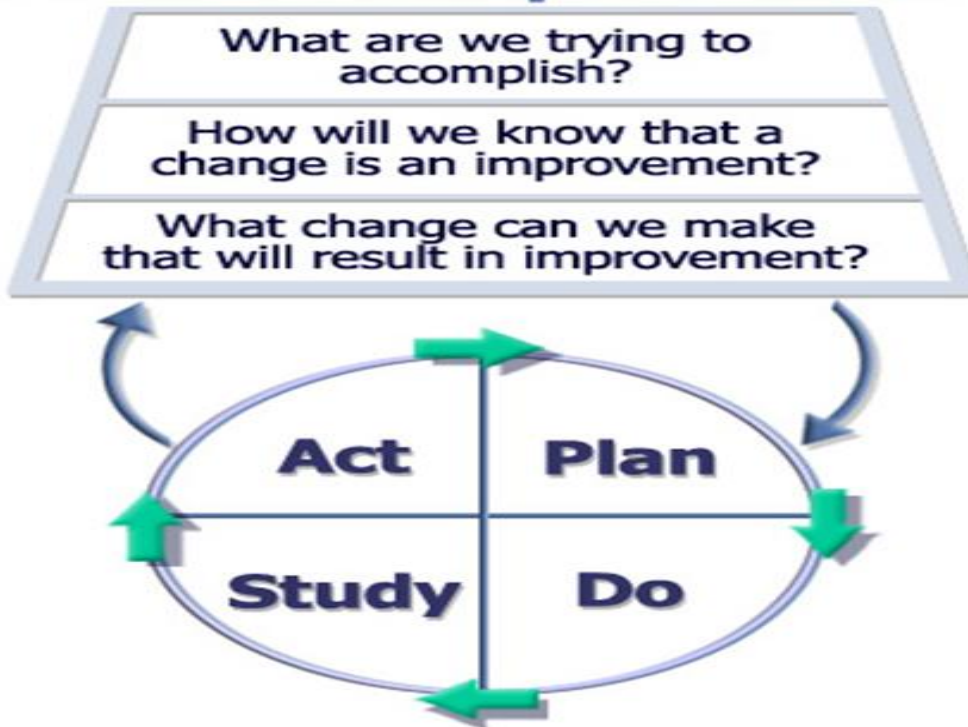 What are we trying to
accomplish?
How will we know that a
change is an improvement?
What change can we make
that will result in improvement?
Act
Plan
Study
Do